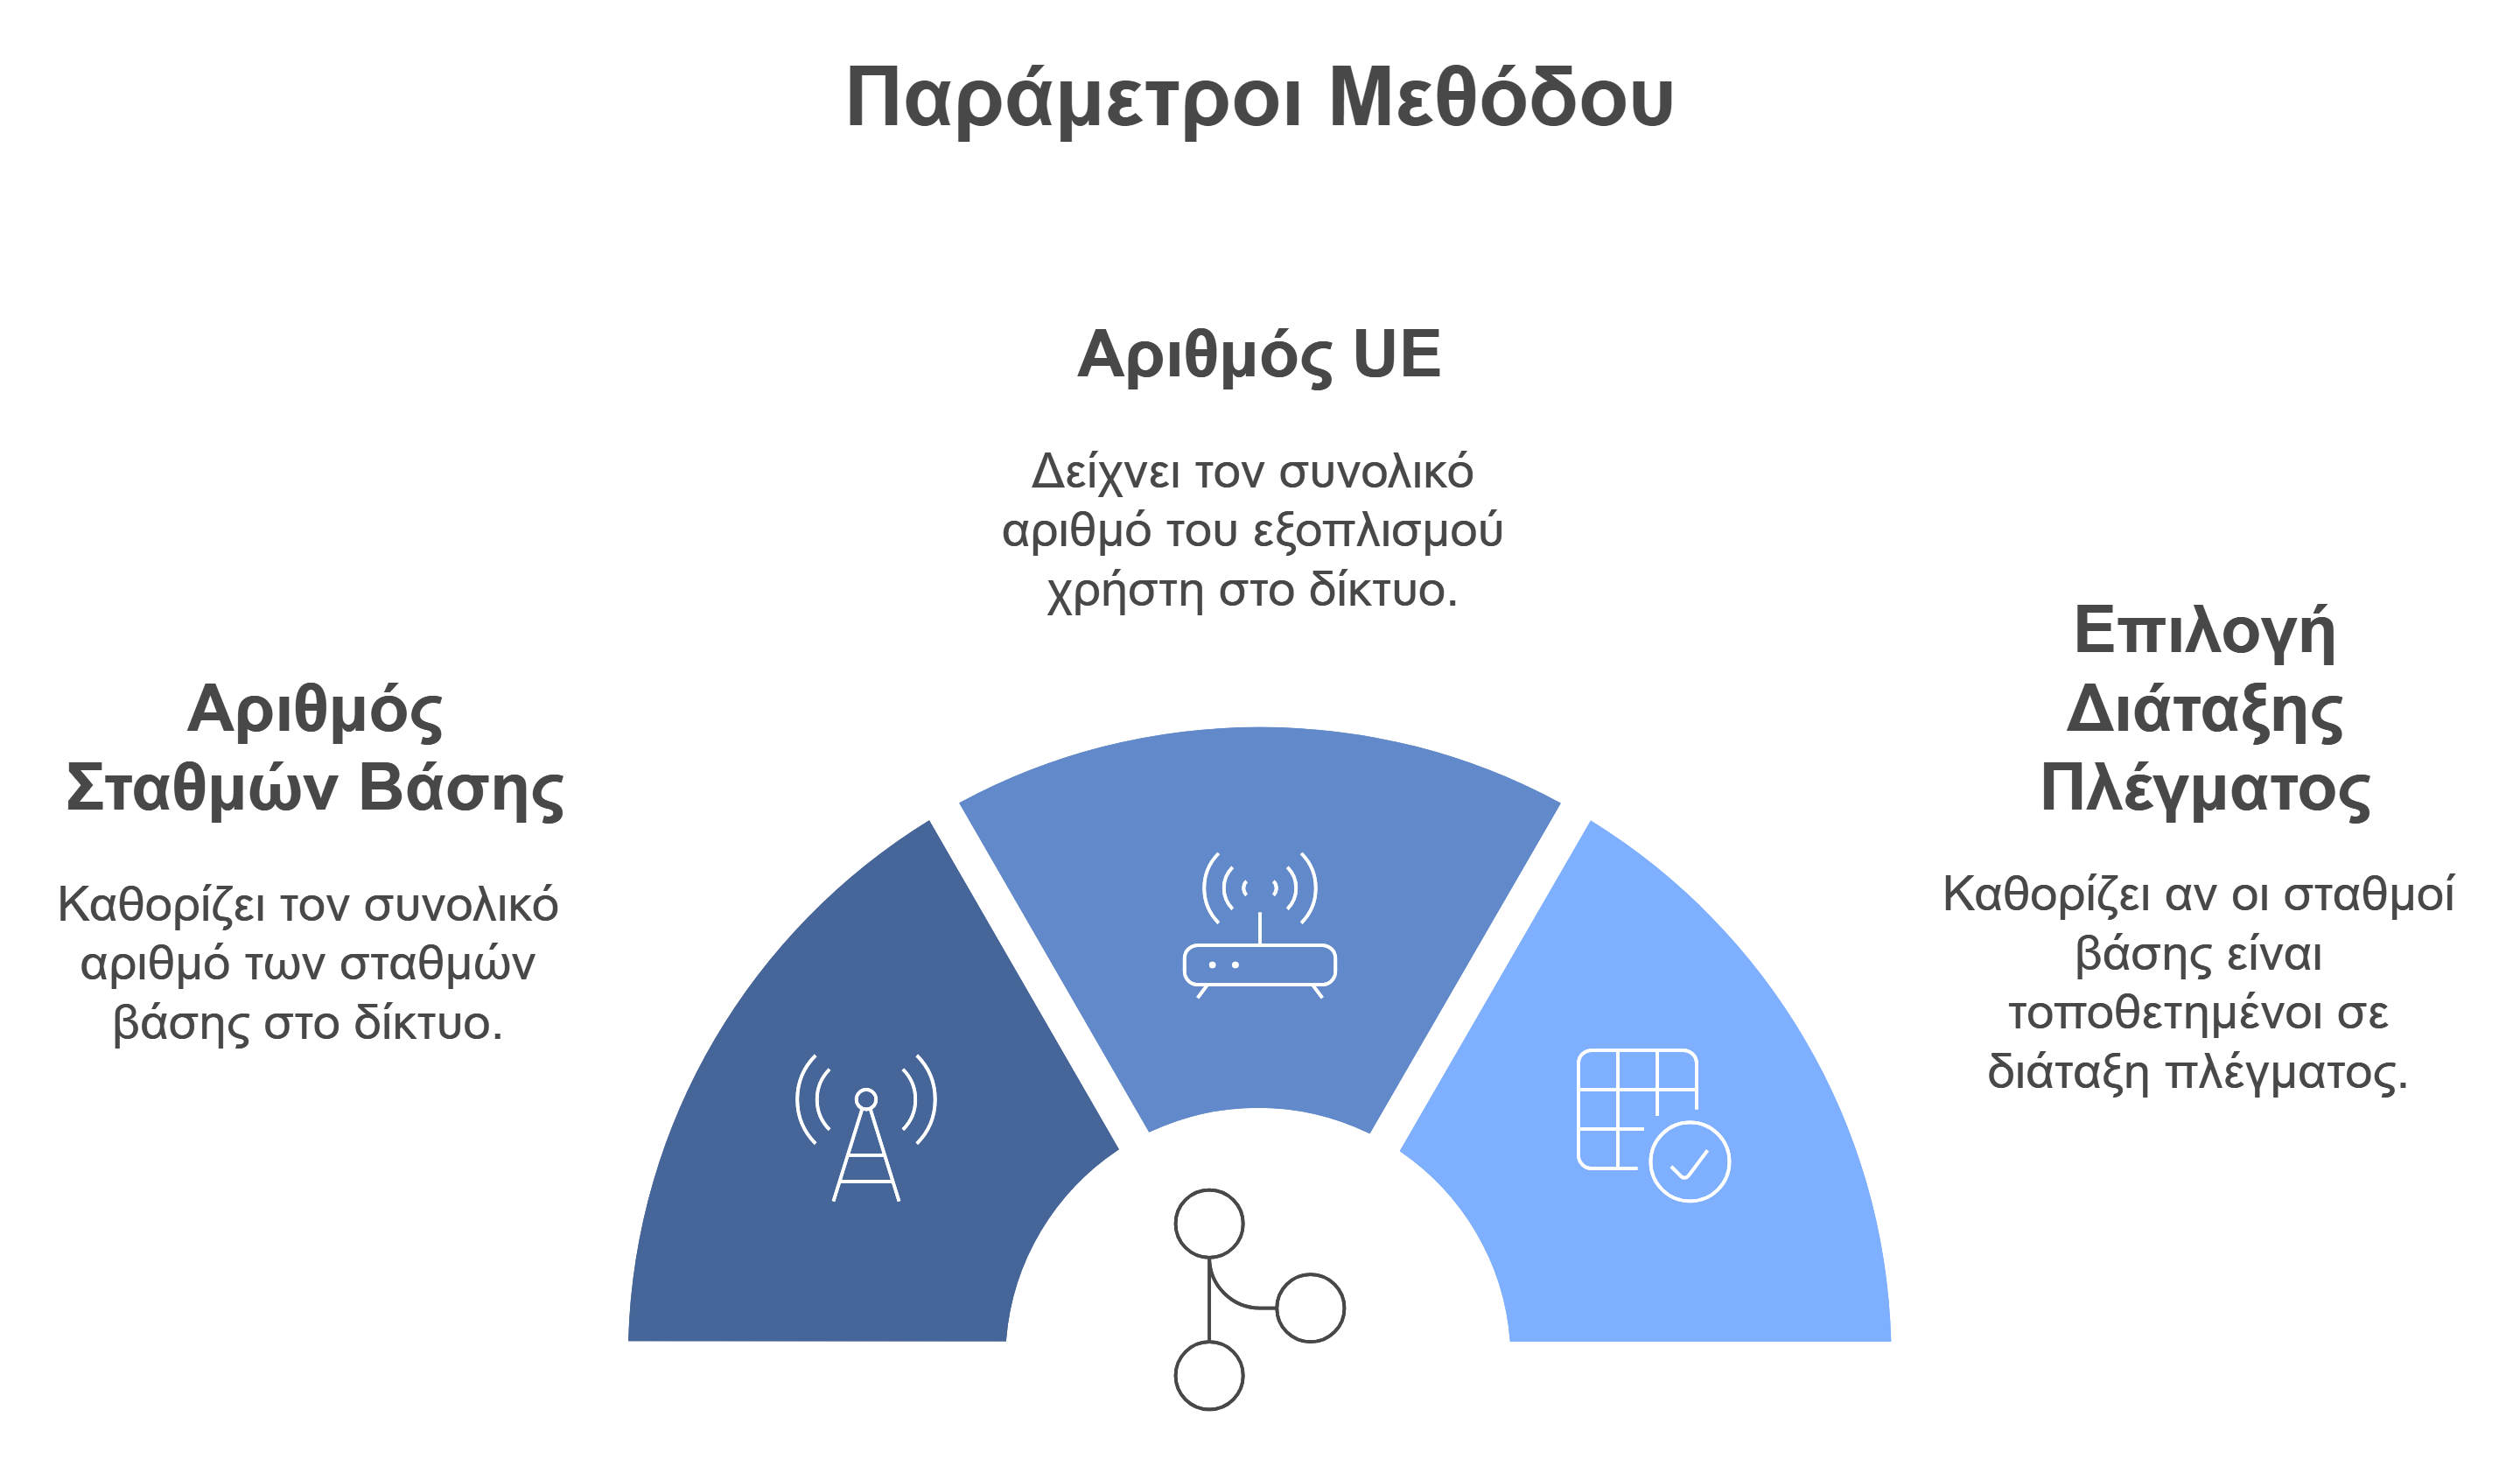 Παράμετροι Μεθόδου
Αριθμός UE
Δείχνει τον συνολικό
αριθμό του εξοπλισμού
χρήστη στο δίκτυο.
Αριθμός
Σταθμών Βάσης
Καθορίζει τον συνολικό
αριθμό των σταθμών
βάσης στο δίκτυο.
Επιλογή
Διάταξης
Πλέγματος
Καθορίζει αν οι σταθμοί
βάσης είναι
τοποθετημένοι σε
διάταξη πλέγματος.